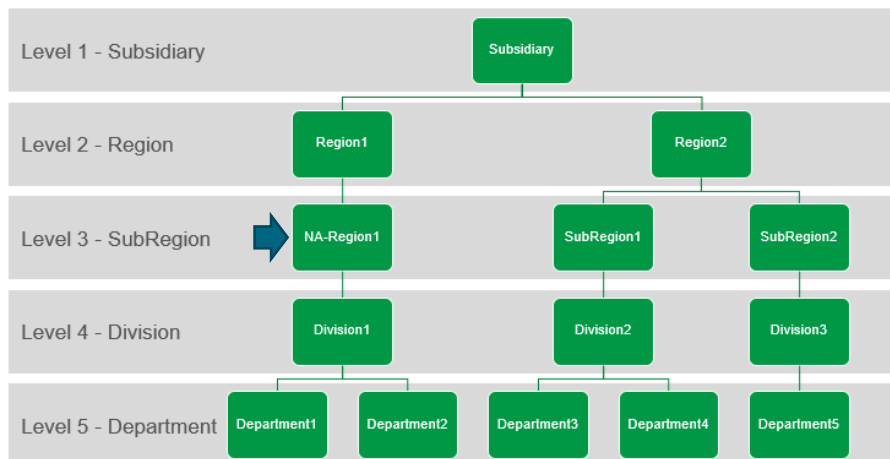 Level 1 - Subsidiary
Subsidiary
Level 2 - Region
Region1
Region2
Level 3 - SubRegion
NA-Region1
SubRegion1
SubRegion2
Level 4 - Division
Division1
Division2
Division3
Level 5 - Department
Department1
Department2
Department3
Department4
Department5